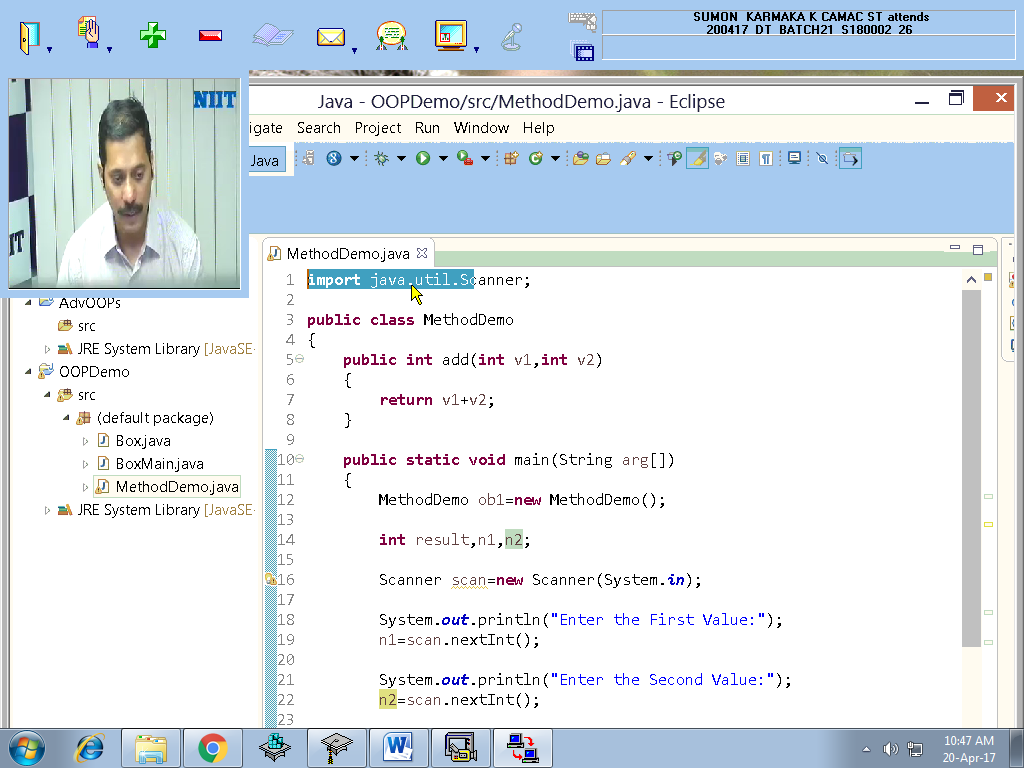 SUMON KARMAKA K CAMAC ST attends
200417_DT_BATCH21_S180002_26
NIIT
IT
Java - OOPDemo/src/MethodDemo.java - Eclipse
igate Search Project Run Window Help
Java
MethodDemo.java
1 import java.util.Scanner;
2
3 public class MethodDemo
4 {
5 public int add(int v1,int v2)
6 {
7 return v1+v2;
8 }
9
10 public static void main(String arg[])
11 {
12 MethodDemo ob1=new MethodDemo();
13
14 int result,n1,n2;
15
16 Scanner scan=new Scanner(System.in);
17
18 System.out.println("Enter the First Value:");
19 n1=scan.nextInt();
20
21 System.out.println("Enter the Second Value:");
22 n2=scan.nextInt();
23
AdvOOPs
src
JRE System Library [JavaSE-
OOPDemo
src
(default package)
Box.java
BoxMain.java
MethodDemo.java
JRE System Library [JavaSE-
10:47 AM
20-Apr-17